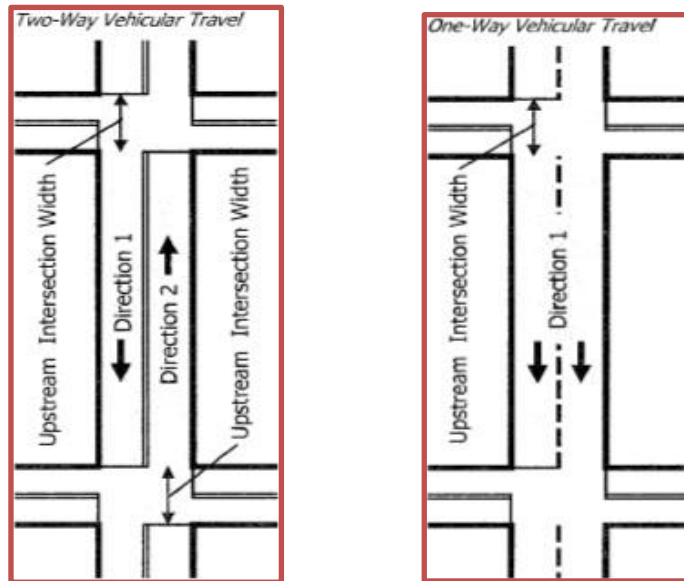 Two-Way Vehicular Travel
Upstream Intersection Width
Direction 1
Direction 2
Upstream Intersection Width
One-Way Vehicular Travel
Upstream Intersection Width
Direction 1